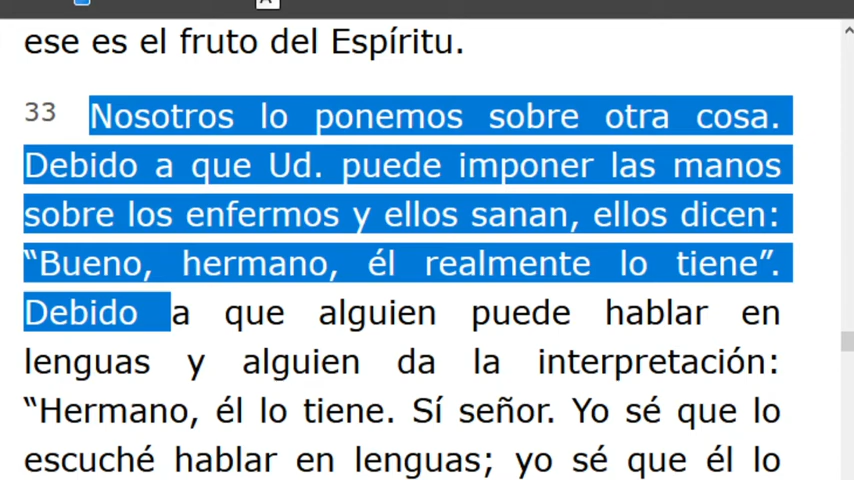 ese es el fruto del Espíritu.
33 Nosotros lo ponemos sobre otra cosa.
Debido a que Ud. puede imponer las manos
sobre los enfermos y ellos sanan, ellos dicen:
“Bueno, hermano, él realmente lo tiene”.
Debido a que alguien puede hablar en
lenguas y alguien da la interpretación:
“Hermano, él lo tiene. Sí señor. Yo sé que lo
escuché hablar en lenguas; yo sé que él lo